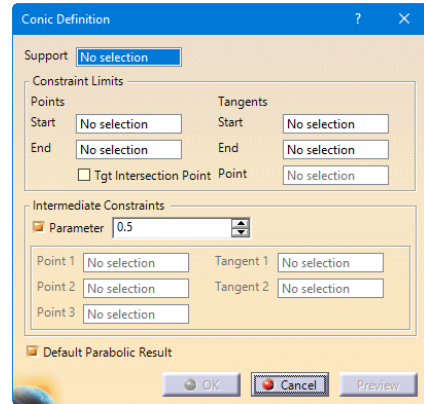 Conic Definition ? ×
Support No selection
Constraint Limits
Points Tangents
Start No selection Start No selection
End No selection End No selection
Tgt Intersection Point Point No selection
Intermediate Constraints
Parameter 0.5
Point 1 No selection Tangent 1 No selection
Point 2 No selection Tangent 2 No selection
Point 3 No selection
Default Parabolic Result
OK Cancel Preview